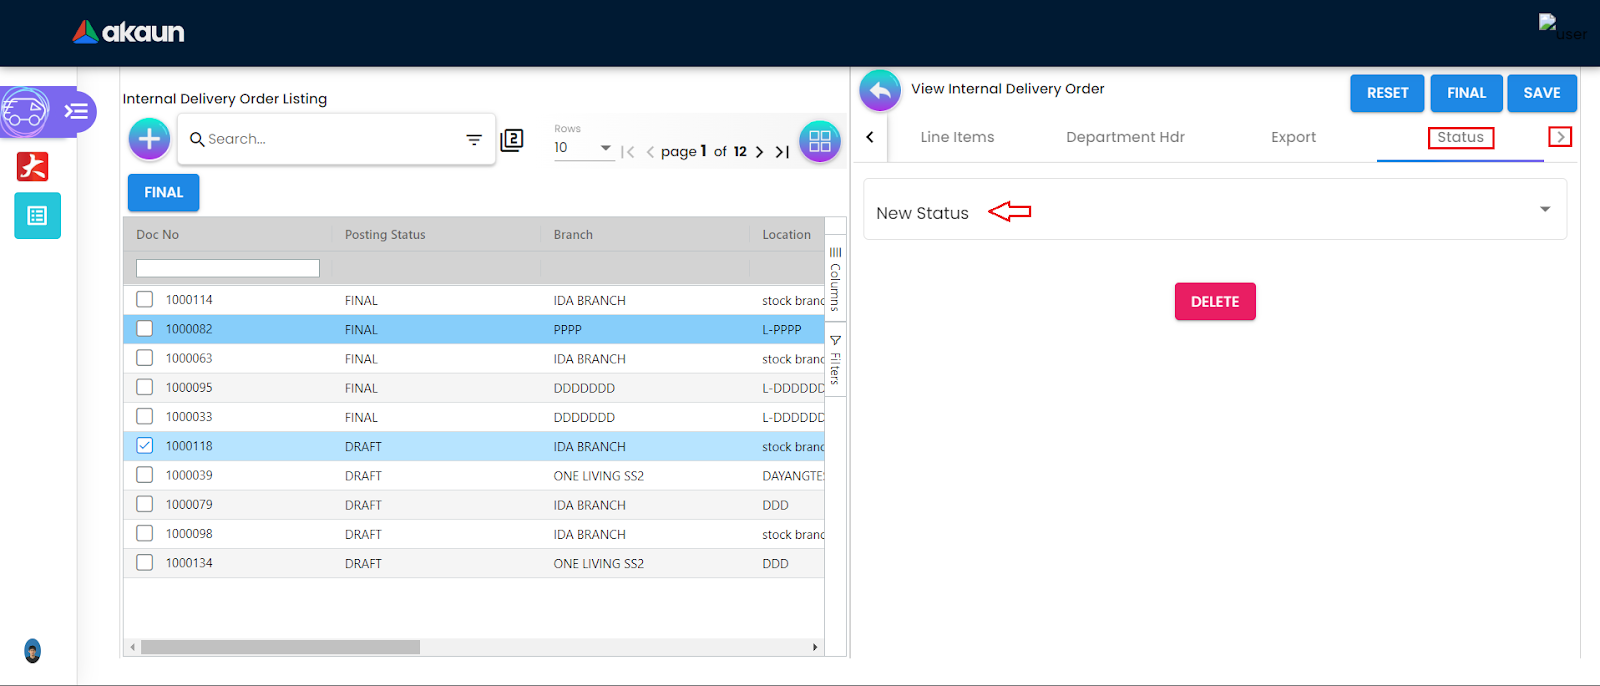 akaun
user
Internal Delivery Order Listing
Search...
2
Rows
10
page 1 of 12
FINAL
Doc No Posting Status Branch Location
1000114 FINAL IDA BRANCH stock branc
1000082 FINAL PPPP L-PPPP
1000063 FINAL IDA BRANCH stock branc
1000095 FINAL DDDDDDD L-DDDDDD
1000033 FINAL DDDDDDD L-DDDDDD
1000118 DRAFT IDA BRANCH stock branc
1000039 DRAFT ONE LIVING SS2 DAYANGTES
1000079 DRAFT IDA BRANCH DDD
1000098 DRAFT IDA BRANCH stock branc
1000134 DRAFT ONE LIVING SS2 DDD
Columns
Filters
View Internal Delivery Order
RESET FINAL SAVE
Line Items Department Hdr Export Status
New Status
DELETE